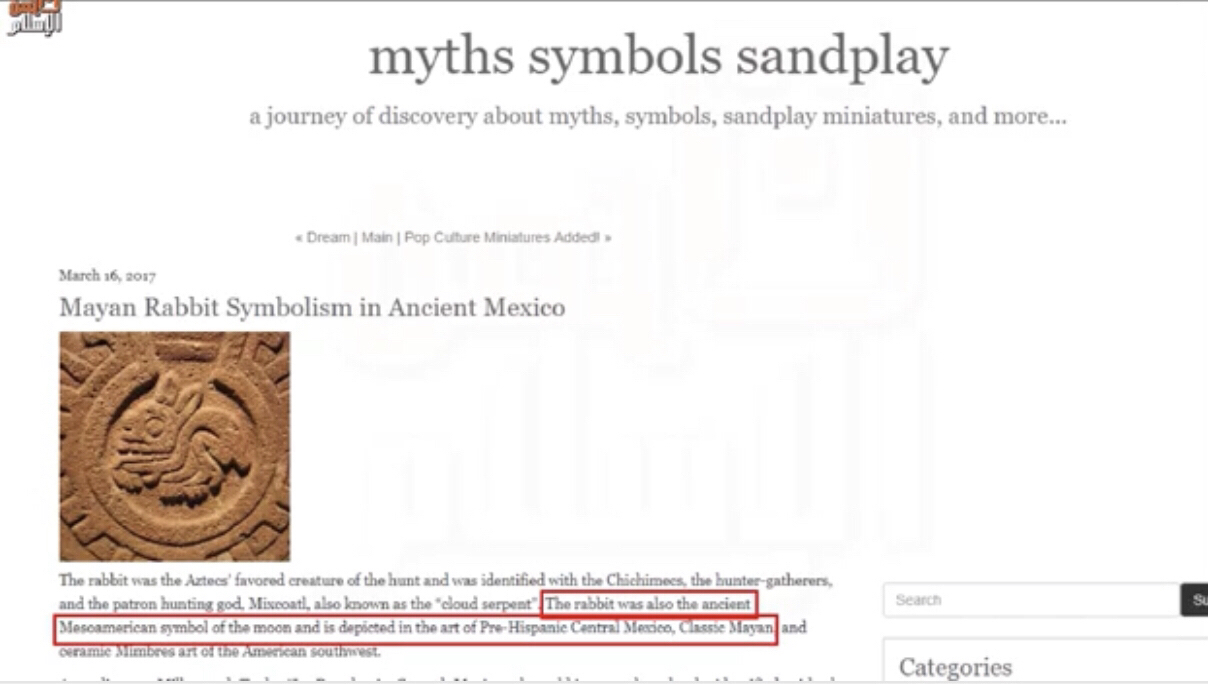 الإسلام
myths symbols sandplay
a journey of discovery about myths, symbols, sandplay miniatures, and more...
« Dream | Main | Pop Culture Miniatures Added! »
March 16, 2017
Mayan Rabbit Symbolism in Ancient Mexico
The rabbit was the Aztecs' favored creature of the hunt and was identified with the Chichimecs, the hunter-gatherers,
and the patron hunting god, Mixcoatl, also known as the "cloud serpent". The rabbit was also the ancient
Mesoamerican symbol of the moon and is depicted in the art of Pre-Hispanic Central Mexico, Classic Mayan, and
ceramic Mimbres art of the American southwest.
Search
Su
Categories